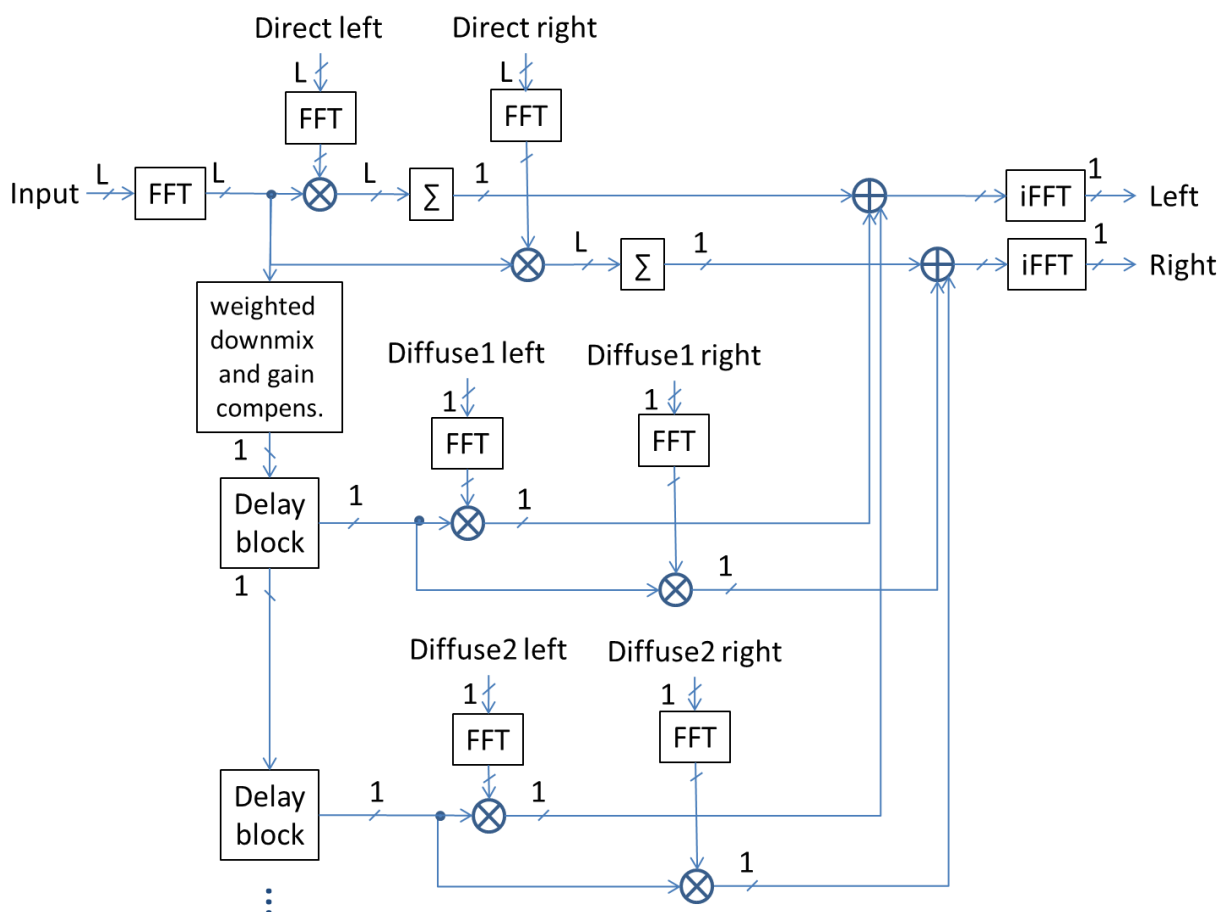 Direct left
Direct right
L
L
FFT
FFT
Input
L
FFT
L
L
∑
1
iFFT
1
Left
L
∑
1
iFFT
1
Right
weighted
downmix
and gain
compens.
Diffuse1 left
Diffuse1 right
1
1
FFT
FFT
1
Delay
block
1
1
1
1
Diffuse2 left
Diffuse2 right
1
1
FFT
FFT
Delay
block
1
1
1